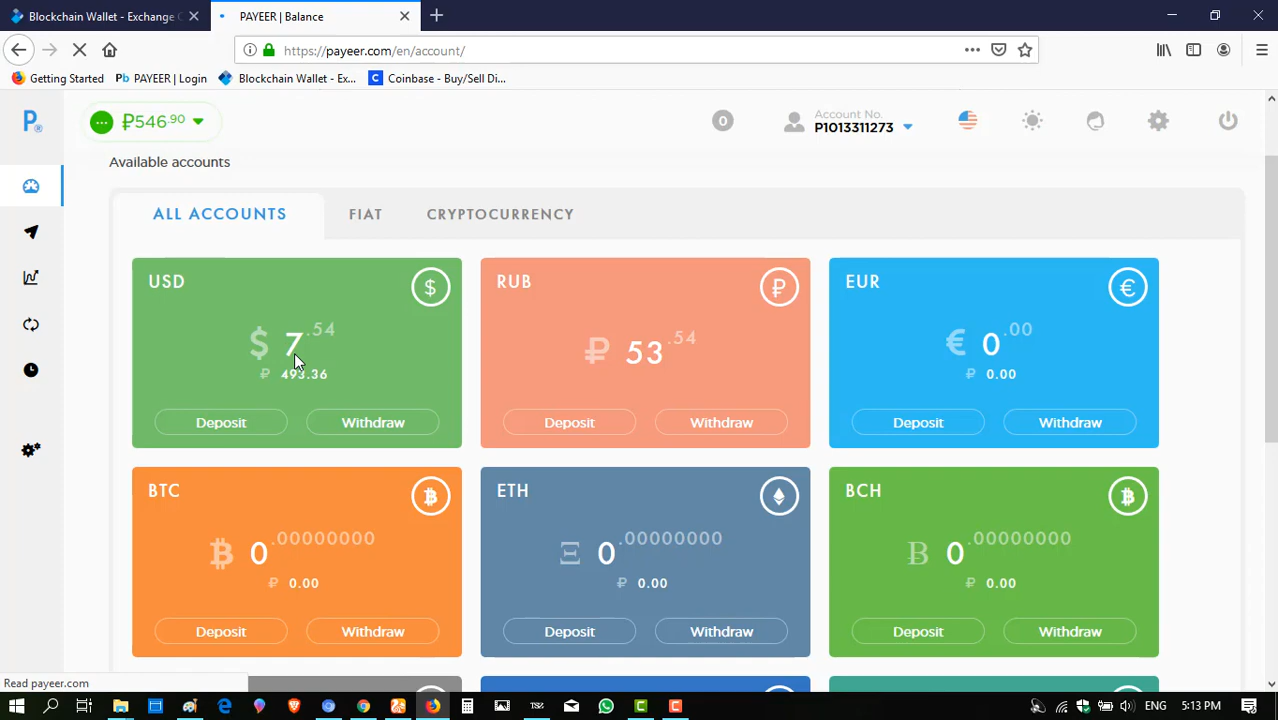 Blockchain Wallet - Exchange C
PAYEER | Balance
https://payeer.com/en/account/
Getting Started
PAYEER | Login
Blockchain Wallet - Ex...
Coinbase - Buy/Sell Di...
P
₽546.90
0
Account No.
P1013311273
Available accounts
ALL ACCOUNTS
FIAT
CRYPTOCURRENCY
USD
$
$ 7.54
₽ 493.36
Deposit
Withdraw
RUB
₽
₽ 53.54
Deposit
Withdraw
EUR
€
€ 0.00
₽ 0.00
Deposit
Withdraw
BTC
₿ 0.00000000
₽ 0.00
Deposit
Withdraw
ETH
Ξ 0.00000000
₽ 0.00
Deposit
Withdraw
BCH
Ƀ 0.00000000
₽ 0.00
Deposit
Withdraw
Read payeer.com
ENG
5:13 PM